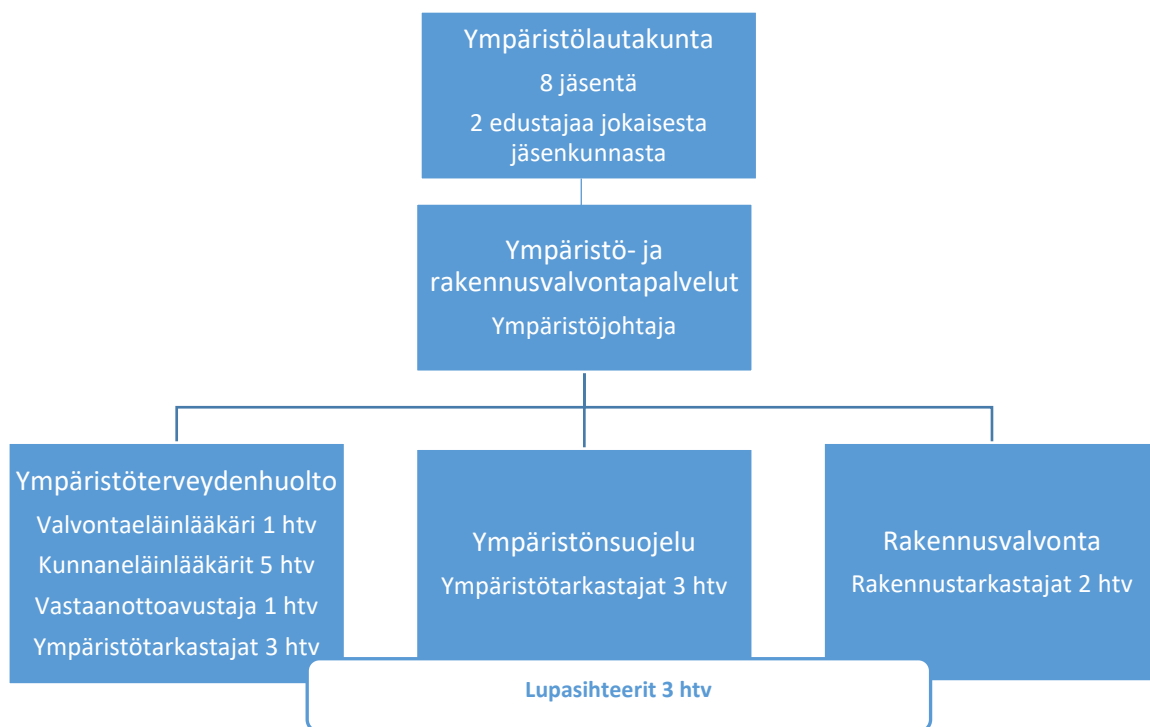 Ympäristölautakunta
8 jäsentä
2 edustajaa jokaisesta
jäsenkunnasta
Ympäristö- ja
rakennusvalvontapalvelut
Ympäristöjohtaja
Ympäristöterveydenhuolto
Valvontaeläinlääkäri 1 htv
Kunnaneläinlääkärit 5 htv
Vastaanottoavustaja 1 htv
Ympäristötarkastajat 3 htv
Ympäristönsuojelu
Ympäristötarkastajat 3 htv
Rakennusvalvonta
Rakennustarkastajat 2 htv
Lupasihteerit 3 htv